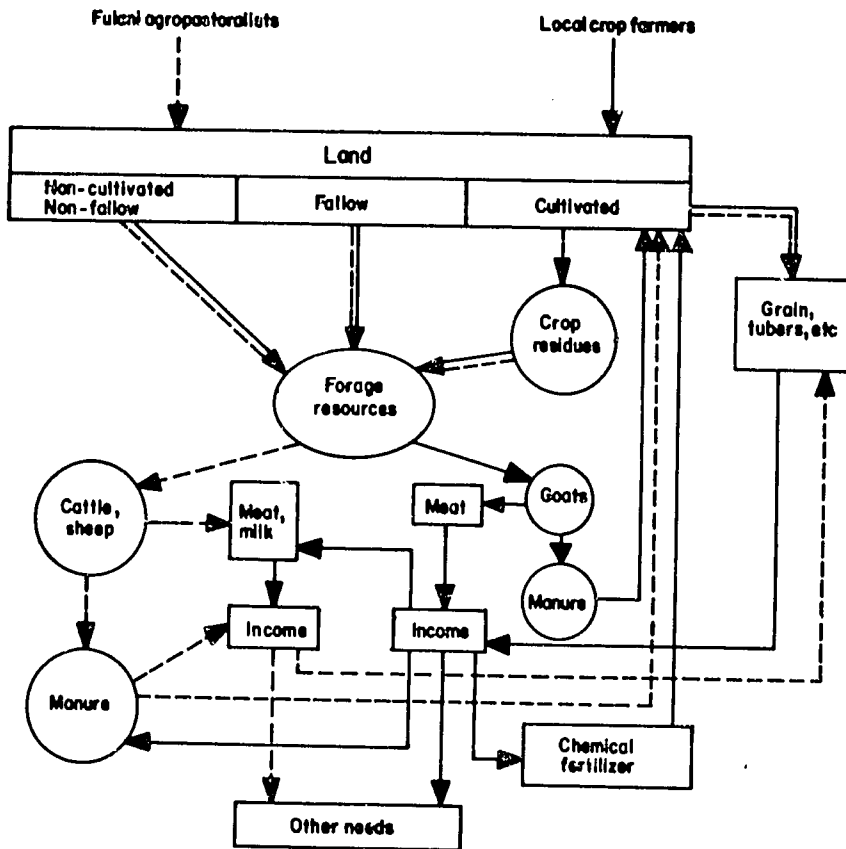 Fulani agropastoralists
Local crop farmers
Land
Non-cultivated
Non-fallow
Fallow
Cultivated
Grain,
tubers, etc
Crop
residues
Forage
resources
Cattle,
sheep
Meat,
milk
Meat
Goats
Manure
Income
Income
Manure
Chemical
fertilizer
Other needs